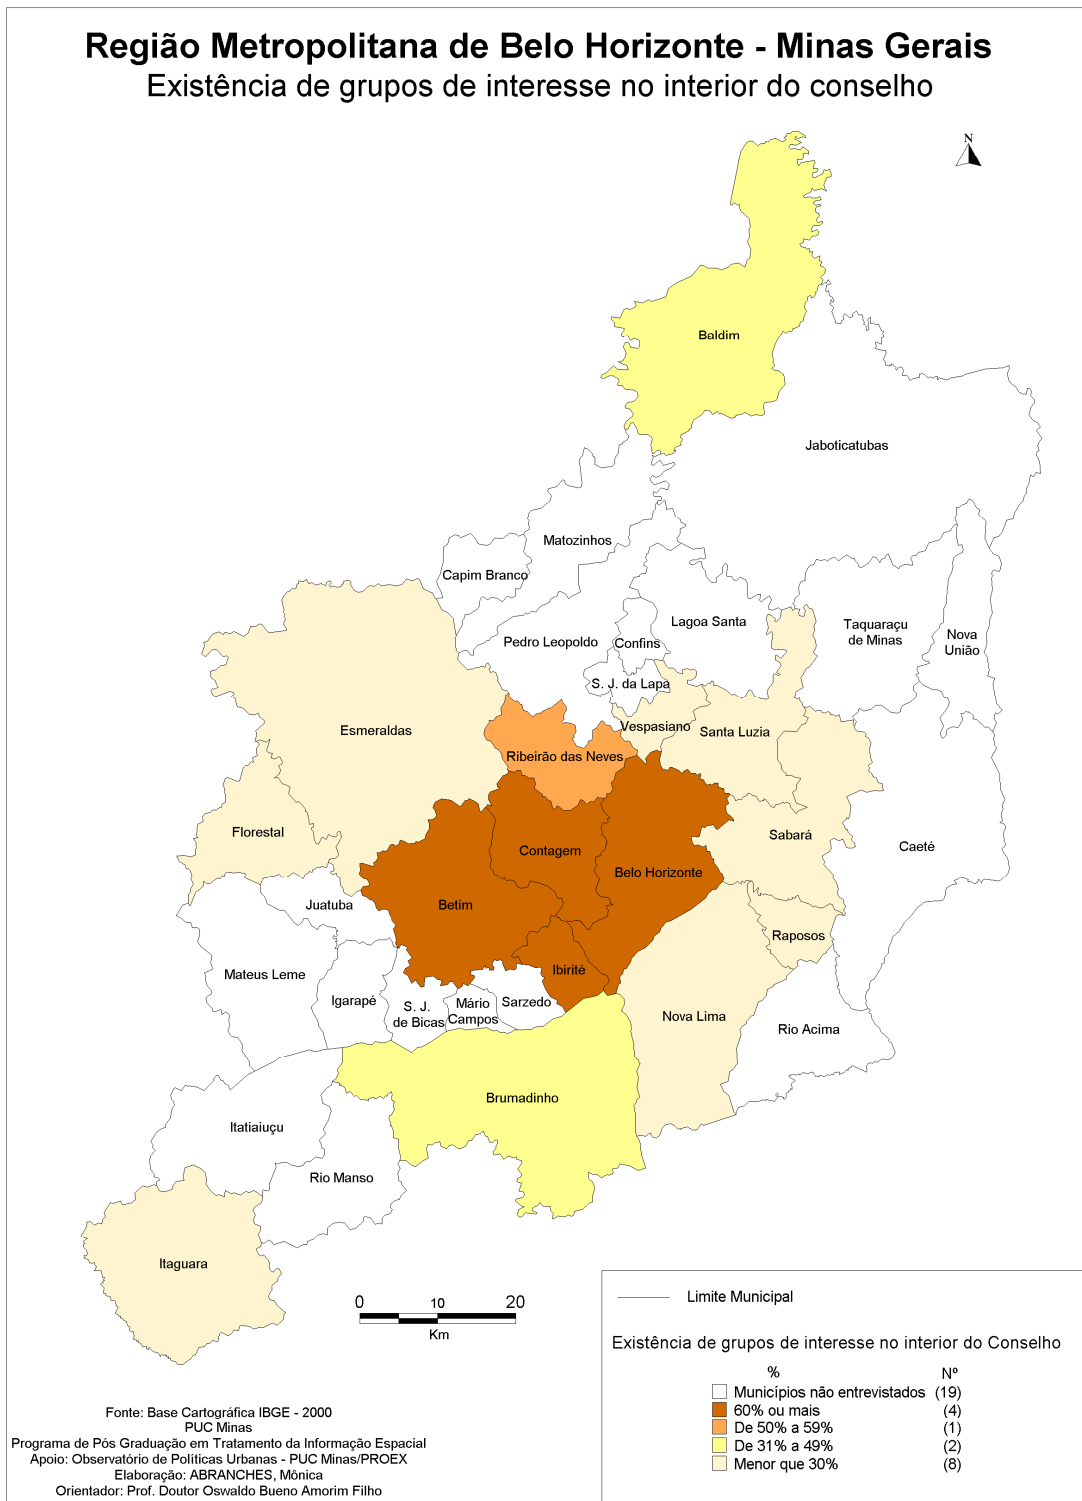 Região Metropolitana de Belo Horizonte - Minas Gerais
Existência de grupos de interesse no interior do conselho
N
Baldim
Jaboticatubas
Matozinhos
Capim Branco
Lagoa Santa
Taquaraçu
de Minas
Nova
União
Pedro Leopoldo
Confins
S. J. da Lapa
Esmeraldas
Vespasiano
Santa Luzia
Ribeirão das Neves
Florestal
Sabará
Contagem
Caeté
Belo Horizonte
Juatuba
Betim
Raposos
Mateus Leme
Ibirité
Igarapé
S. J.
de Bicas
Mário
Campos
Sarzedo
Nova Lima
Rio Acima
Brumadinho
Itatiaiuçu
Rio Manso
Itaguara
0 10 20
Km
Limite Municipal
Existência de grupos de interesse no interior do Conselho
% Nº
Municípios não entrevistados (19)
60% ou mais (4)
De 50% a 59% (1)
De 31% a 49% (2)
Menor que 30% (8)
Fonte: Base Cartográfica IBGE - 2000
PUC Minas
Programa de Pós Graduação em Tratamento da Informação Espacial
Apoio: Observatório de Políticas Urbanas - PUC Minas/PROEX
Elaboração: ABRANCHES, Mônica
Orientador: Prof. Doutor Oswaldo Bueno Amorim Filho